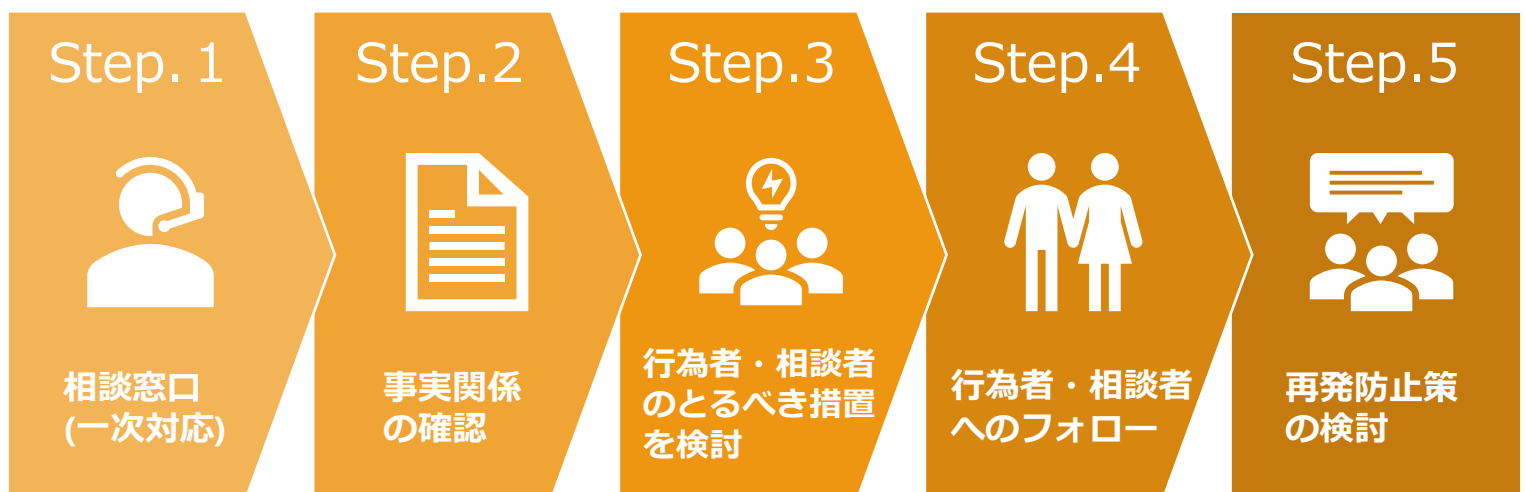 Step.１
相談窓口
(一次対応)
Step.2
事実関係
の確認
Step.3
行為者・相談者
のとるべき措置
を検討
Step.4
行為者・相談者
へのフォロー
Step.5
再発防止策
の検討